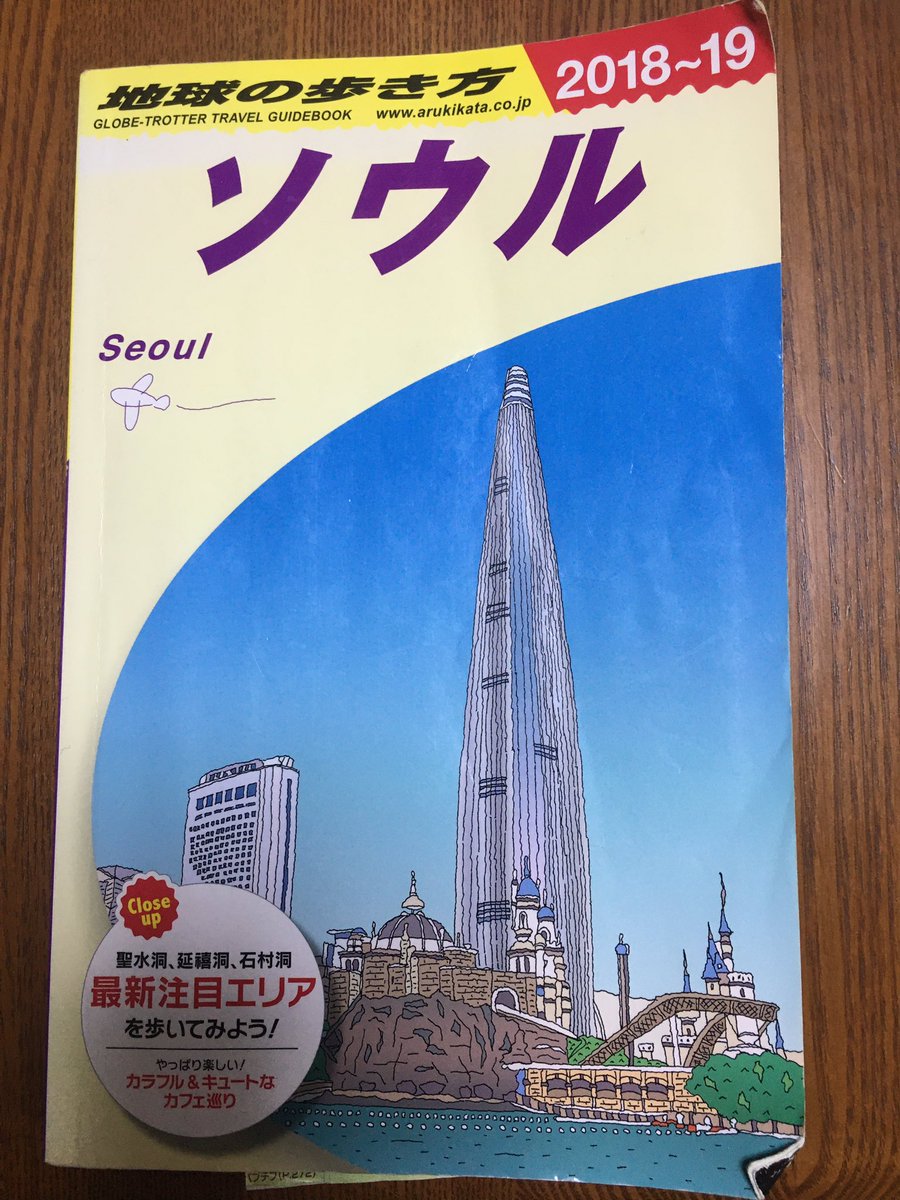 地球の歩き方
2018~19
GLOBE-TROTTER TRAVEL GUIDEBOOK
www.arukikata.co.jp
ソウル
Seoul
Close up
聖水洞、延禧洞、石村洞
最新注目エリア
を歩いてみよう!
やっぱり楽しい!
カラフル&キュートな
カフェ巡り